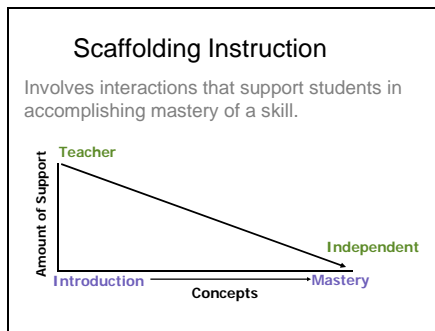 Scaffolding Instruction
Involves interactions that support students in
accomplishing mastery of a skill.
Teacher
Amount of Support
Independent
Introduction
Mastery
Concepts